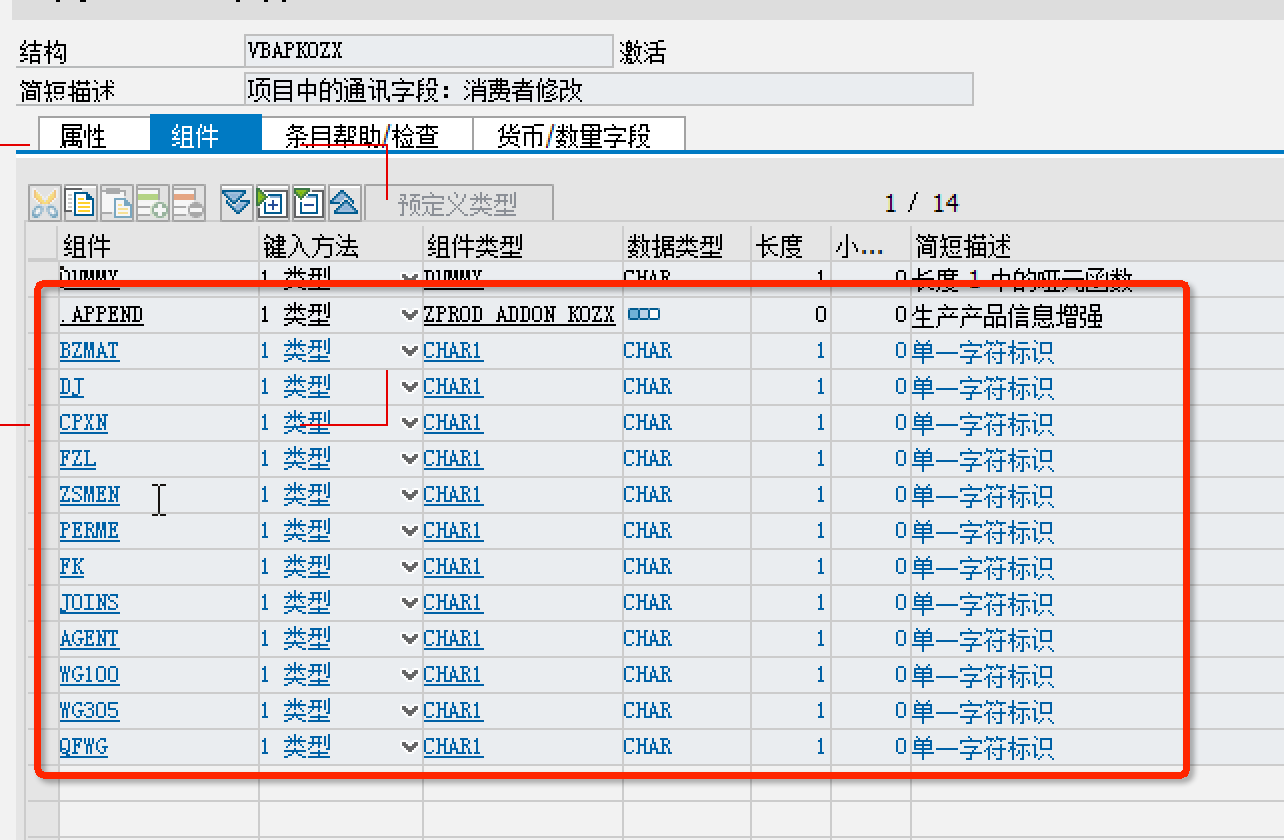 结构 VBAPKOZX 激活
简短描述 项目中的通讯字段：消费者修改
属性 组件 条目帮助/检查 货币/数量字段
预定义类型 1 / 14
组件 键入方法 组件类型 数据类型 长度 小... 简短描述
DUMMY 1 类型 DUMMY CHAR 1 0 长度 1 中的哑元函数
.APPEND 1 类型 ZPROD_ADDON_KOZX 0 0 生产产品信息增强
BZMAT 1 类型 CHAR1 CHAR 1 0 单一字符标识
DJ 1 类型 CHAR1 CHAR 1 0 单一字符标识
CPXN 1 类型 CHAR1 CHAR 1 0 单一字符标识
FZL 1 类型 CHAR1 CHAR 1 0 单一字符标识
ZSMEN 1 类型 CHAR1 CHAR 1 0 单一字符标识
PERME 1 类型 CHAR1 CHAR 1 0 单一字符标识
FK 1 类型 CHAR1 CHAR 1 0 单一字符标识
JOINS 1 类型 CHAR1 CHAR 1 0 单一字符标识
AGENT 1 类型 CHAR1 CHAR 1 0 单一字符标识
WG100 1 类型 CHAR1 CHAR 1 0 单一字符标识
WG305 1 类型 CHAR1 CHAR 1 0 单一字符标识
QFWG 1 类型 CHAR1 CHAR 1 0 单一字符标识